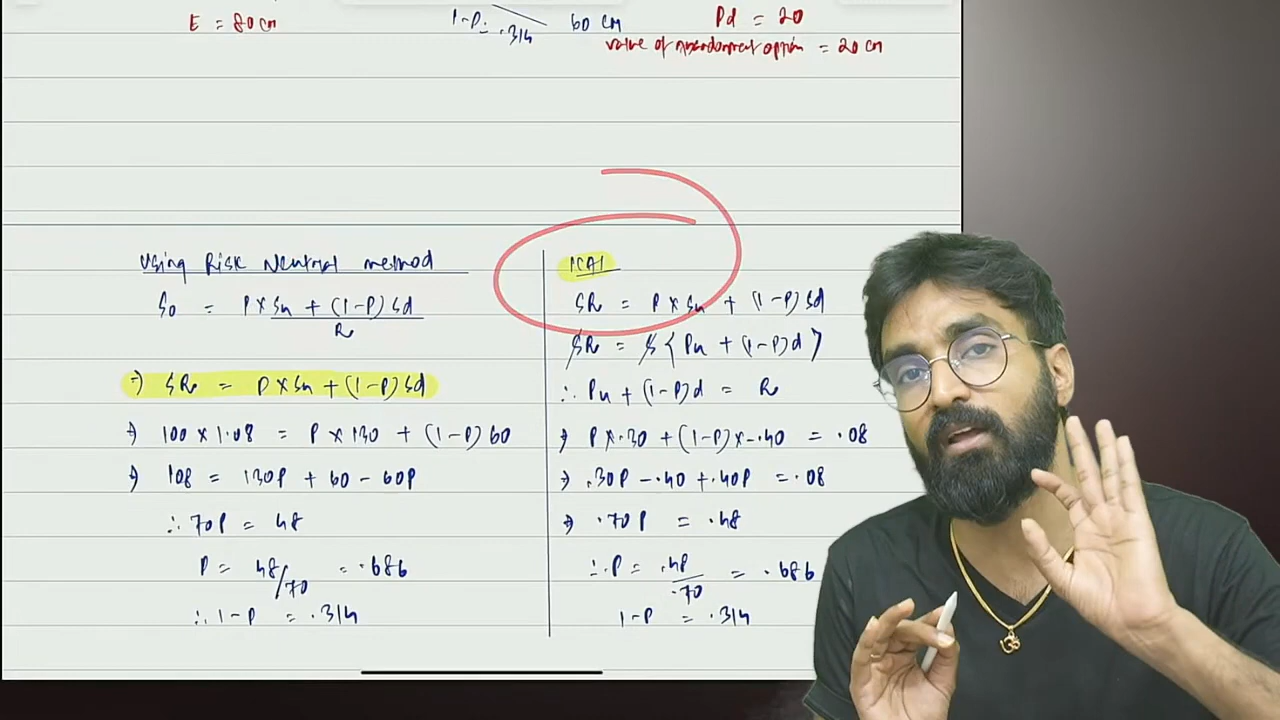 E = 80 cm
1-P = .314
60 cm
Pd = 20
value of abandonment option = 20 cm
Using Risk Neutral method
S0 = P x Su + (1-P) Sd / R
⇒ SR = P x Su + (1-P) Sd
⇒ 100 x 1.08 = P x 130 + (1-P) 60
⇒ 108 = 130P + 60 - 60P
∴ 70P = 48
P = 48/70 = .686
∴ 1-P = .314
ICAI
SR = P x Su + (1-P) Sd
SR = S { Pu + (1-P)d }
∴ Pu + (1-P)d = R
⇒ P x .30 + (1-P) x -.40 = .08
⇒ .30P - .40 + .40P = .08
⇒ .70P = .48
∴ P = .48/.70 = .686
1-P = .314